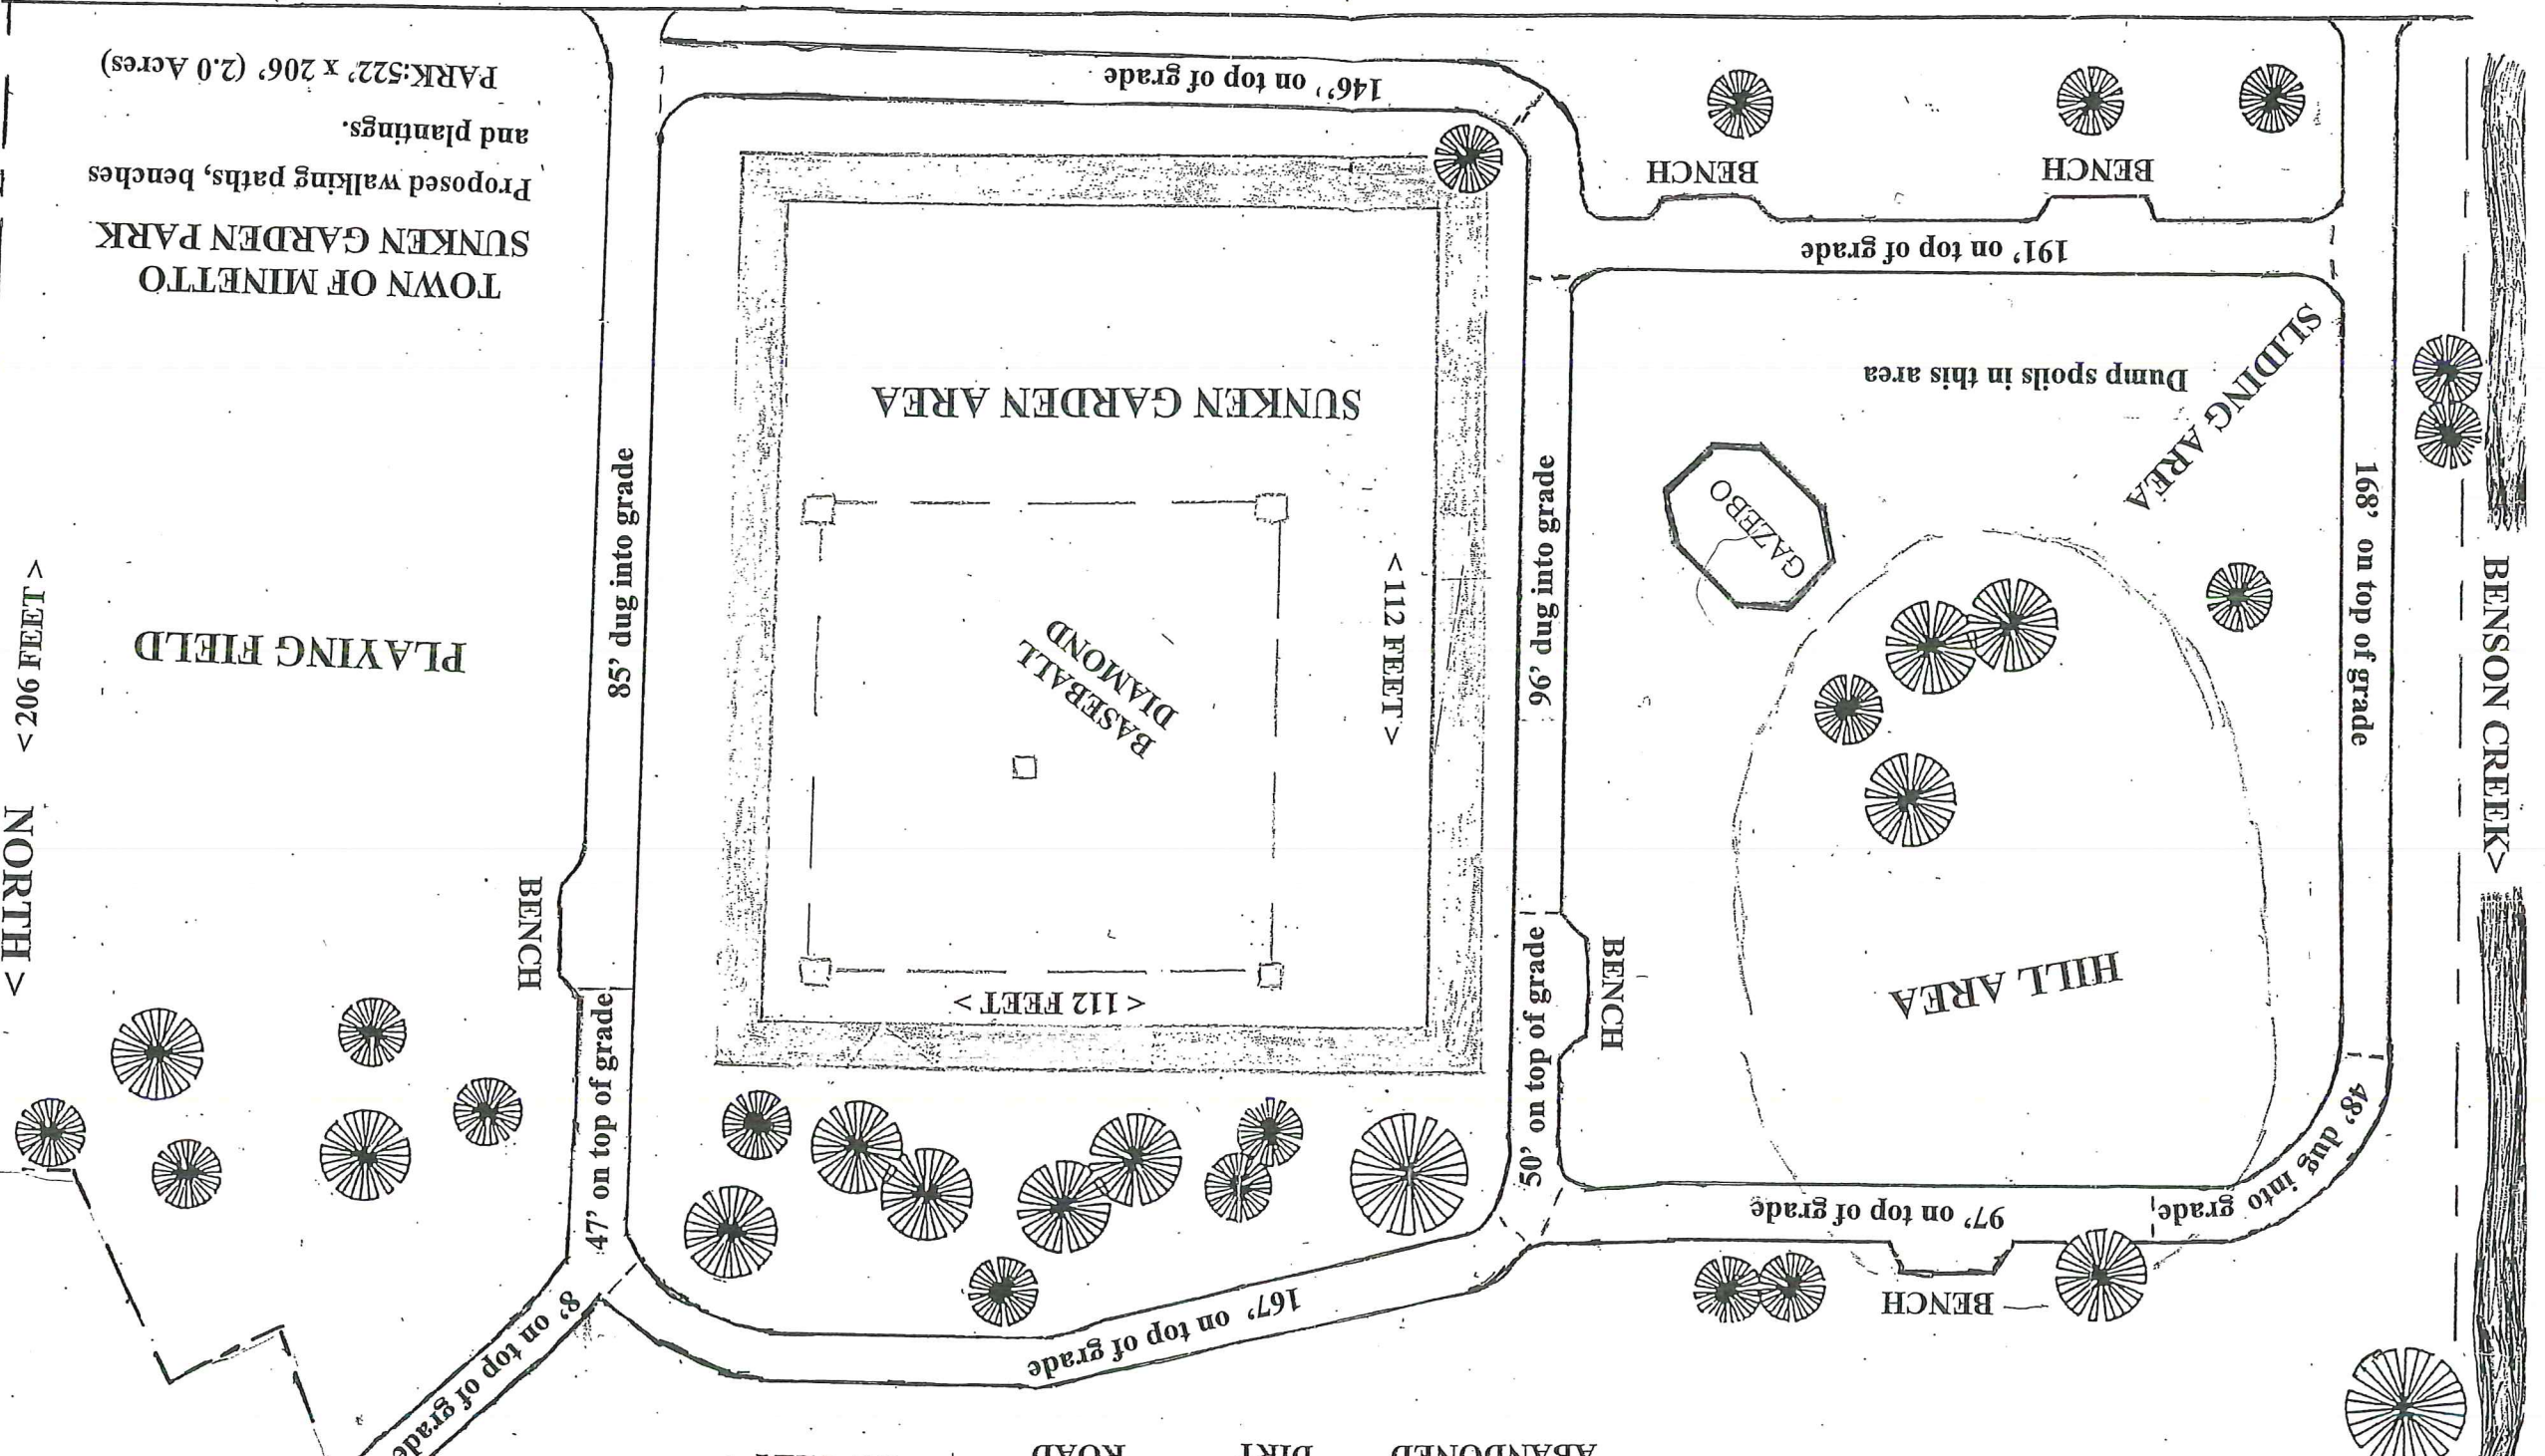 TOWN OF MINETTO
SUNKEN GARDEN PARK
Proposed walking paths, benches
and plantings.
PARK:522’ x 206’ (2.0 Acres)
146’’ on top of grade
BENCH
BENCH
191’ on top of grade
SUNKEN GARDEN AREA
Dump spoils in this area
SLIDING AREA
GAZEBO
85’ dug into grade
96’ dug into grade
168’ on top of grade
< 206 FEET >
< NORTH
PLAYING FIELD
BASEBALL
DIAMOND
< 112 FEET >
< 112 FEET >
BENSON CREEK>
HILL AREA
BENCH
BENCH
47’ on top of grade
50’ on top of grade
48’ dug into grade
97’ on top of grade
BENCH
167’ on top of grade
8’ on top of grade
ABANDONED DIRT ROAD